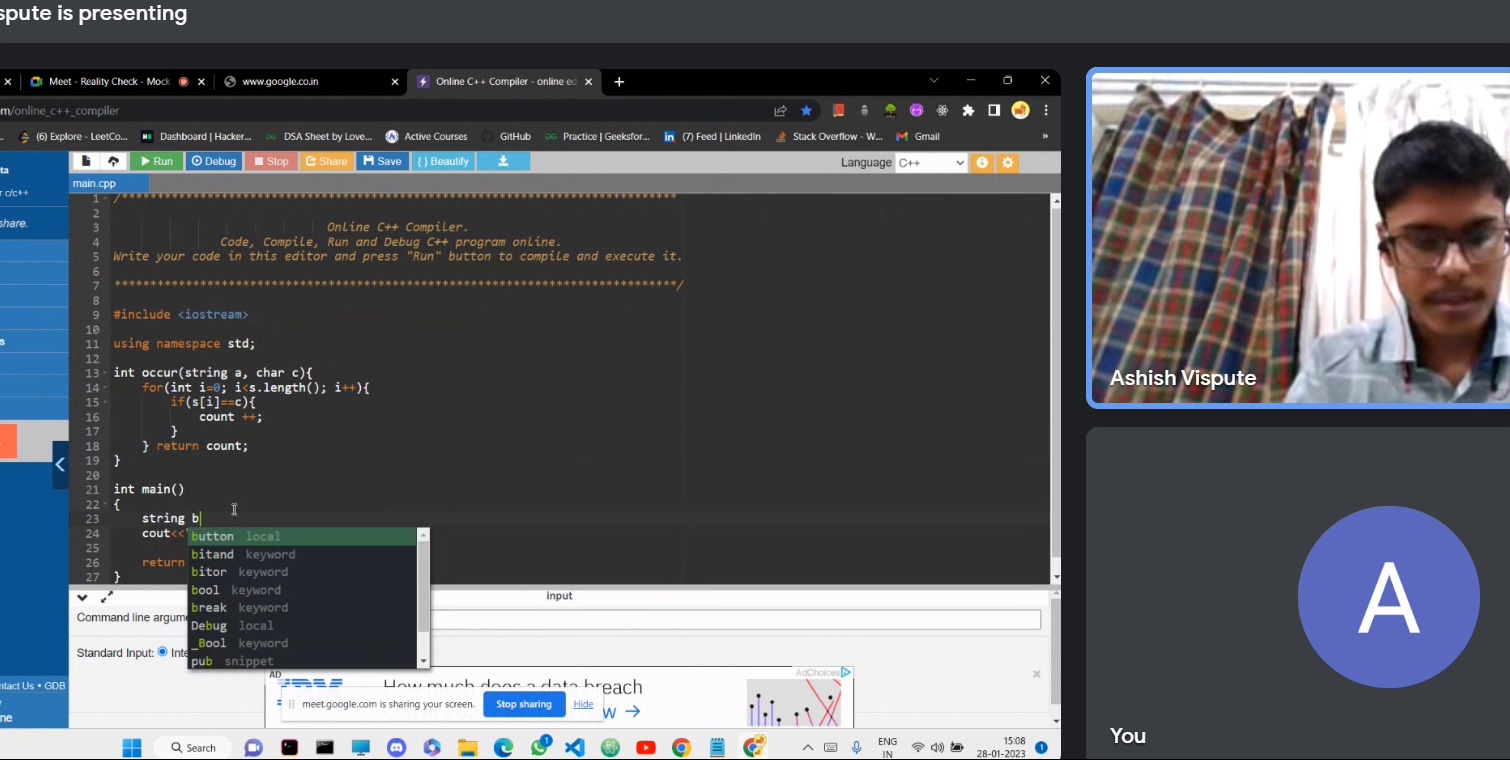 spute is presenting
Meet - Reality Check - Mock
www.google.co.in
Online C++ Compiler - online ed
m/online_c++_compiler
(6) Explore - LeetCo...
Dashboard | Hacker...
DSA Sheet by Love...
Active Courses
GitHub
Practice | Geeksfor...
(7) Feed | LinkedIn
Stack Overflow - W...
Gmail
»
ta
r c/c++
share.
s
Run
Debug
Stop
Share
Save
{ } Beautify
Language C++
main.cpp
1 /******************************************************************************
2
3 Online C++ Compiler.
4 Code, Compile, Run and Debug C++ program online.
5 Write your code in this editor and press "Run" button to compile and execute it.
6
7 *******************************************************************************/
8
9 #include <iostream>
10
11 using namespace std;
12
13 int occur(string a, char c){
14 for(int i=0; i<s.length(); i++){
15 if(s[i]==c){
16 count ++;
17 }
18 } return count;
19 }
20
21 int main()
22 {
23 string b
24 cout<<"
25
26 return
27 }
button local
bitand keyword
bitor keyword
bool keyword
break keyword
Debug local
_Bool keyword
pub snippet
input
Command line argume
Standard Input: Inte
AD
AdChoices
How much does a data breach
meet.google.com is sharing your screen.
Stop sharing
Hide
w →
ntact Us • GDB
ne
Search
1
ENG
IN
15:08
28-01-2023
1
Ashish Vispute
A
You